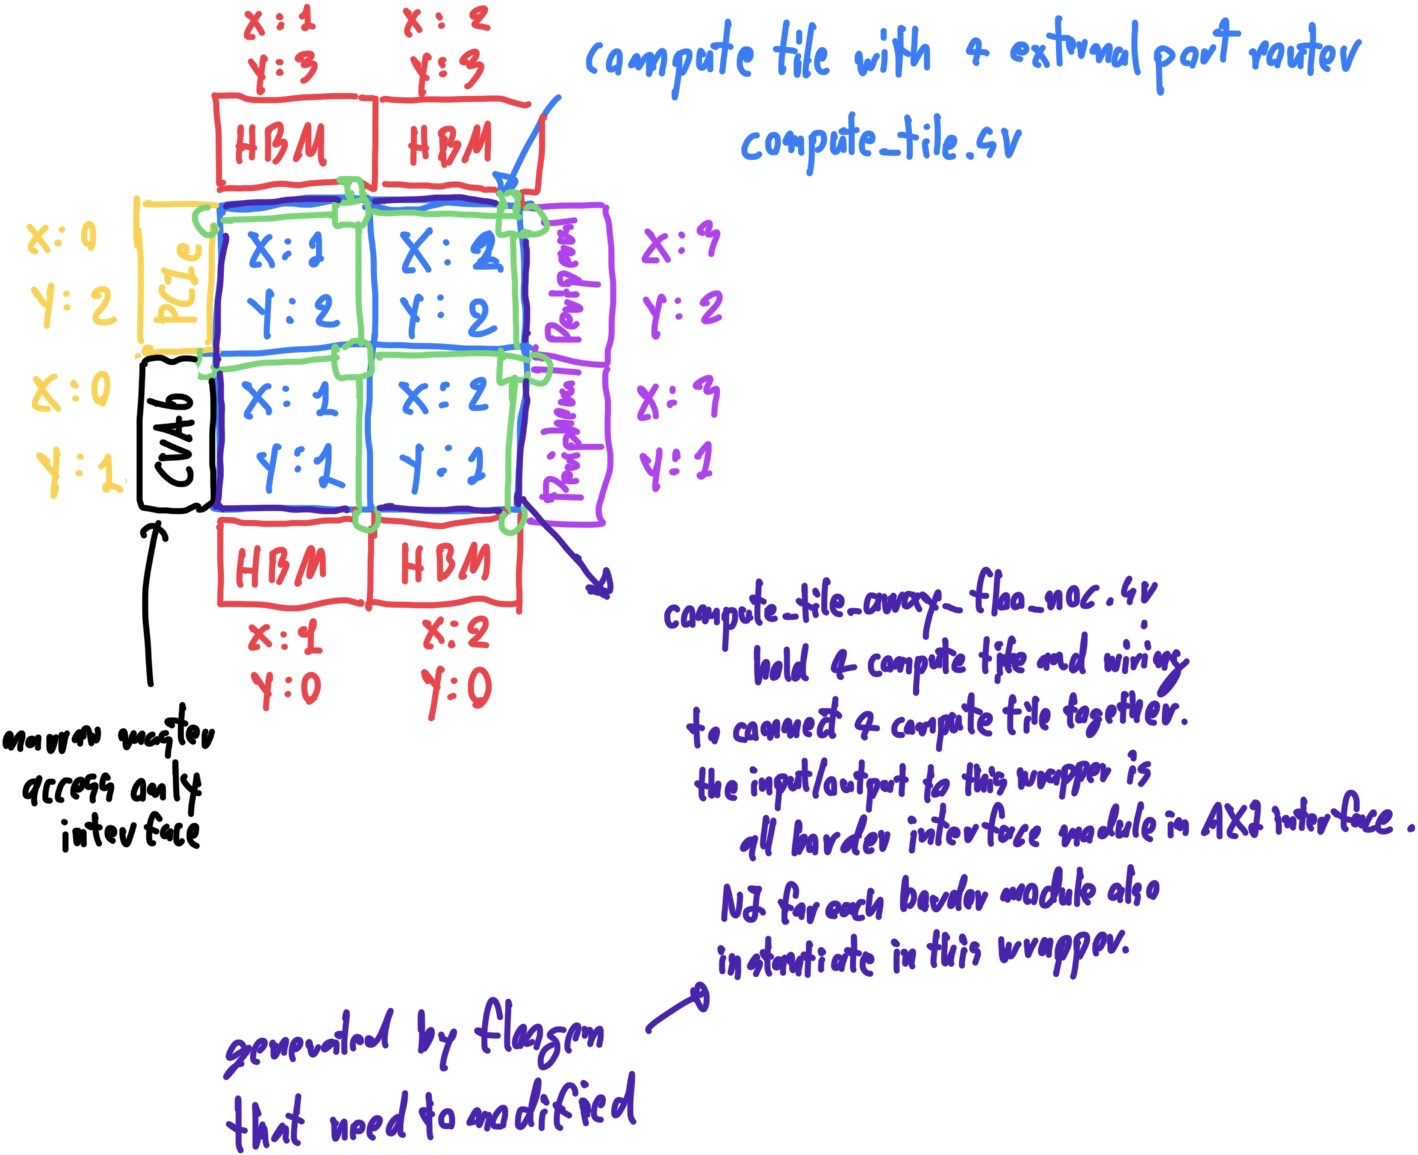 X:1 X:2
Y:3 Y:3
compute tile with 4 external port router
compute_tile.sv
HBM HBM
X:0
Y:2
PCIe
X:1
Y:2
X:2
Y:2
Peripheral
X:3
Y:2
X:0
Y:1
CVA6
X:1
Y:1
X:2
Y:1
Peripheral
X:3
Y:1
HBM HBM
X:1
Y:0
X:2
Y:0
narrow master
access only
interface
compute_tile_array_floo_noc.sv
hold 4 compute tile and wiring
to connect 4 compute tile together.
the input/output to this wrapper is
all border interface module in AXI interface.
NI for each border module also
instantiate in this wrapper.
generated by floogen
that need to modified